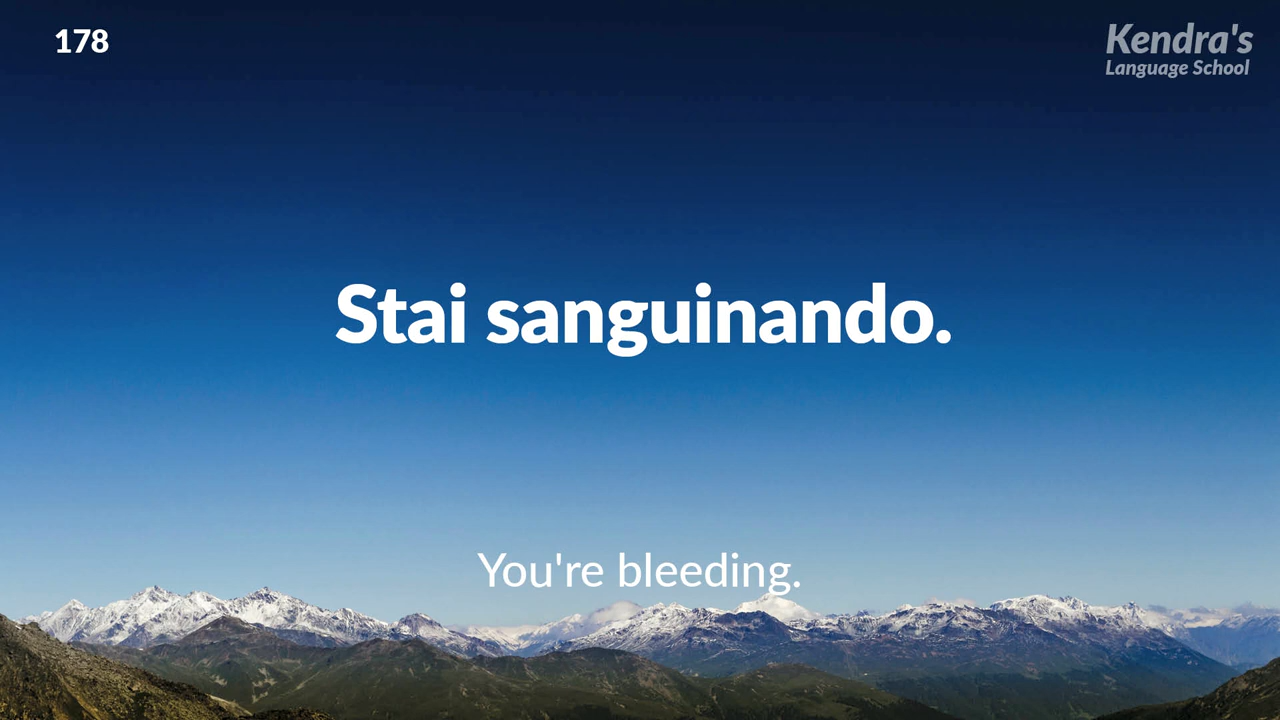 178
Kendra's
Language School
Stai sanguinando.
You're bleeding.